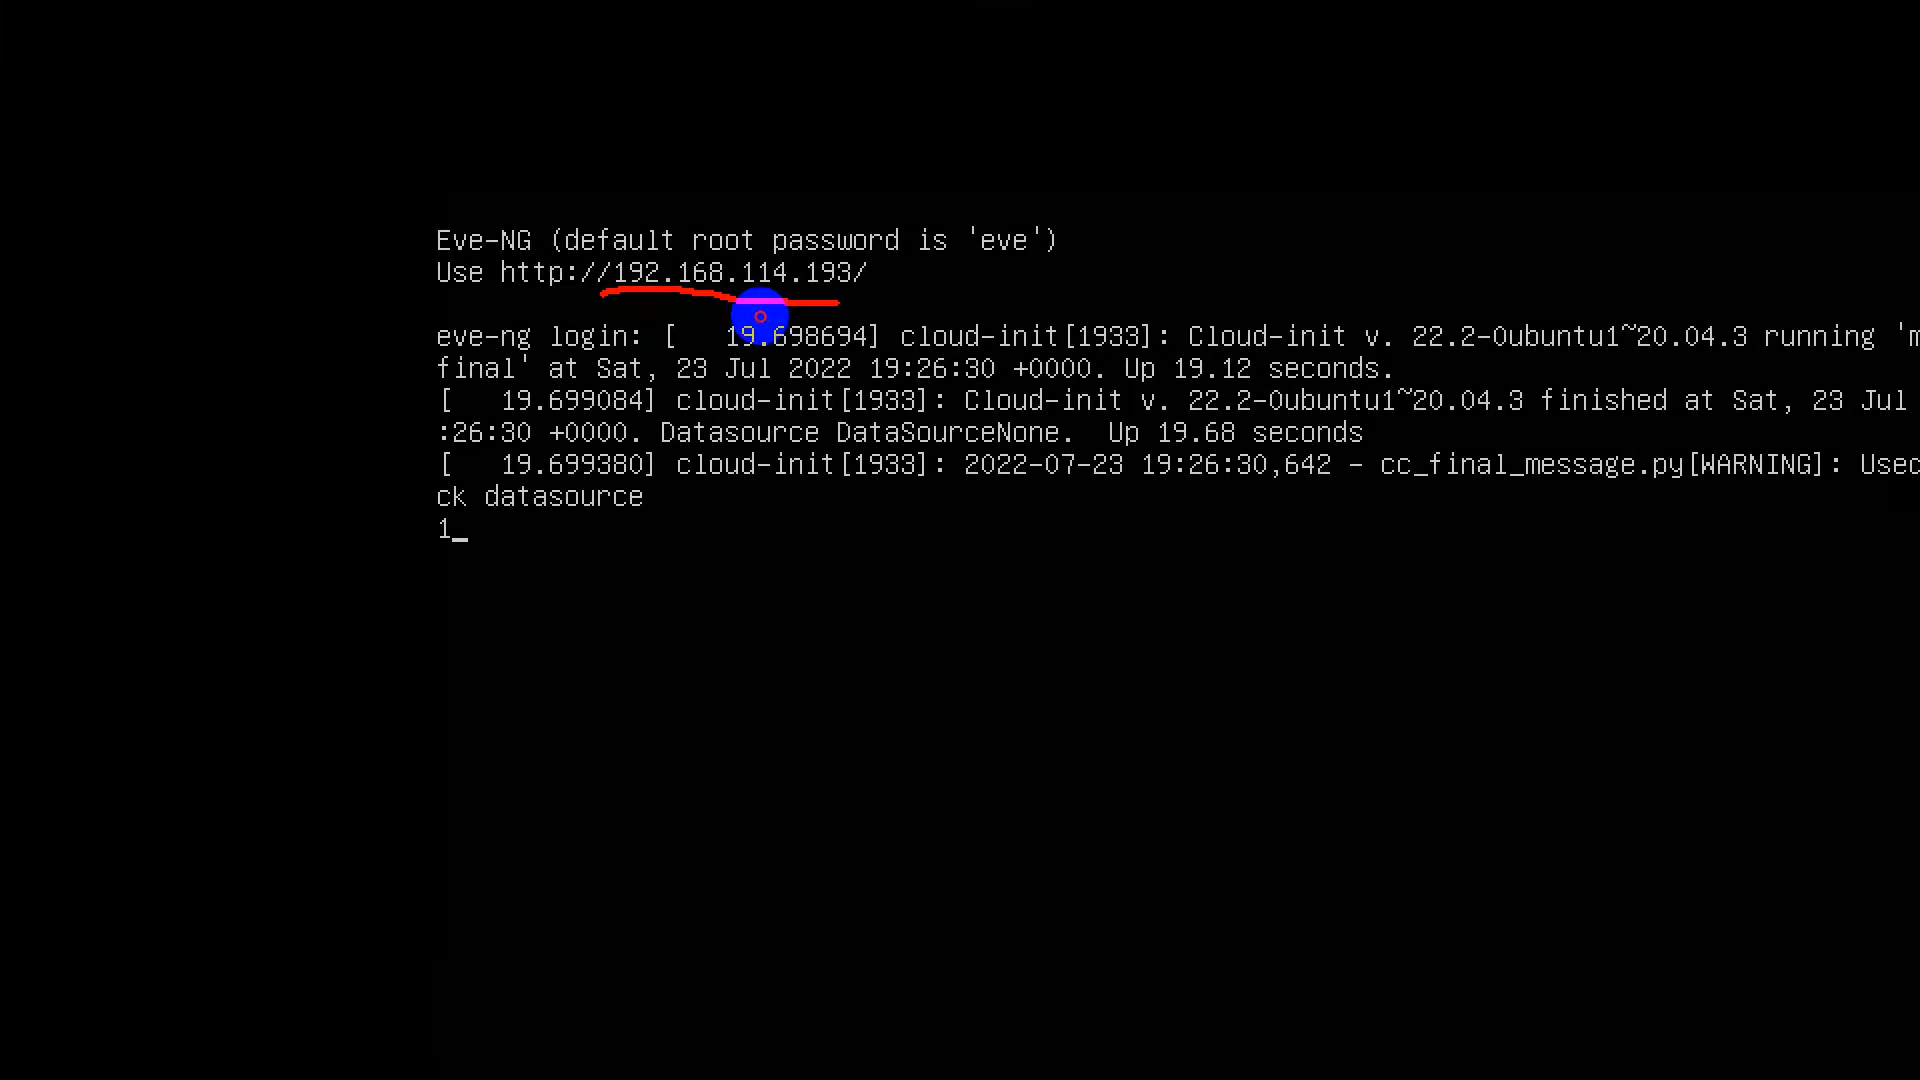 Eve-NG (default root password is 'eve')
Use http://192.168.114.193/
eve-ng login: [   19.698694] cloud-init[1933]: Cloud-init v. 22.2-0ubuntu1~20.04.3 running 'm
final' at Sat, 23 Jul 2022 19:26:30 +0000. Up 19.12 seconds.
[   19.699084] cloud-init[1933]: Cloud-init v. 22.2-0ubuntu1~20.04.3 finished at Sat, 23 Jul
:26:30 +0000. Datasource DataSourceNone.  Up 19.68 seconds
[   19.699380] cloud-init[1933]: 2022-07-23 19:26:30,642 - cc_final_message.py[WARNING]: Used
ck datasource
1_